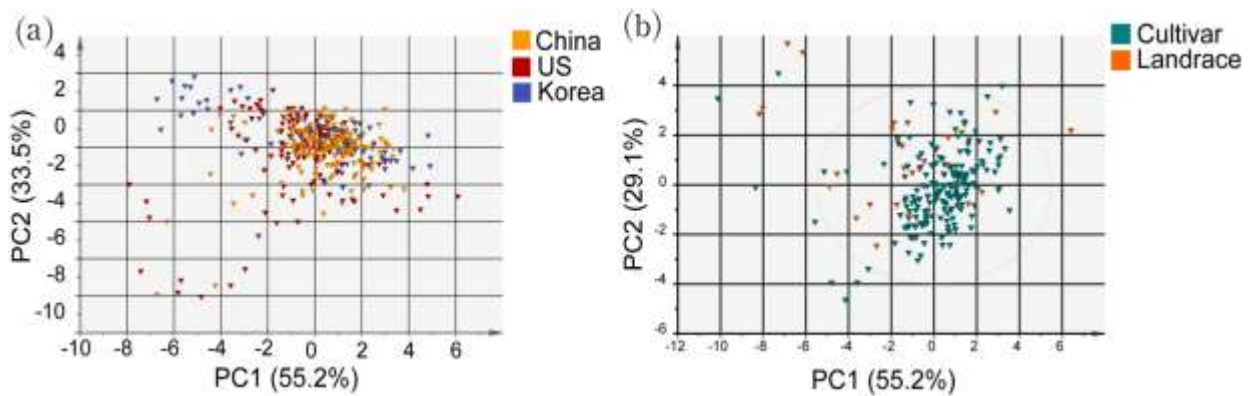 (a)
China
US
Korea
4
2
0
-2
-4
-6
-8
-10
PC2 (33.5%)
-10 -8 -6 -4 -2 0 2 4 6
PC1 (55.2%)
(b)
Cultivar
Landrace
4
2
0
-2
-4
-6
PC2 (29.1%)
-12 -10 -8 -6 -4 -2 0 2 4 6
PC1 (55.2%)